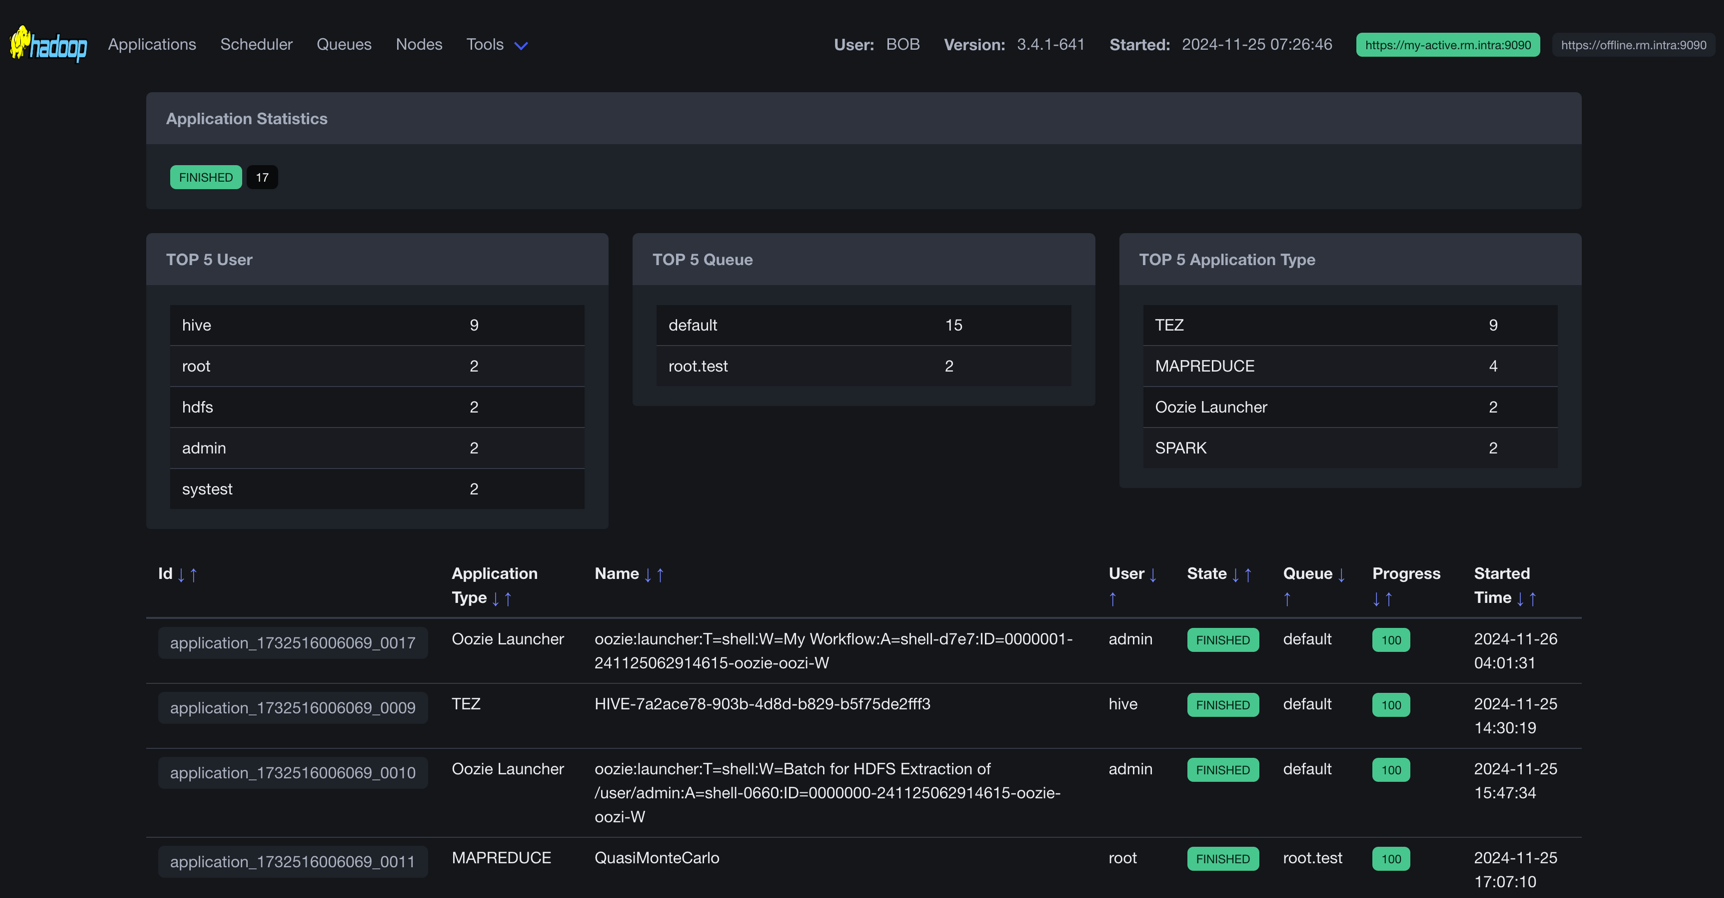 hadoop Applications Scheduler Queues Nodes Tools User: BOB Version: 3.4.1-641 Started: 2024-11-25 07:26:46 https://my-active.rm.intra:9090 https://offline.rm.intra:9090
Application Statistics
FINISHED 17
TOP 5 User
hive 9
root 2
hdfs 2
admin 2
systest 2
TOP 5 Queue
default 15
root.test 2
TOP 5 Application Type
TEZ 9
MAPREDUCE 4
Oozie Launcher 2
SPARK 2
Id ↓↑ Application Name ↓↑ User ↓ State ↓↑ Queue ↓ Progress Started
Type ↓↑ ↑ ↑ ↓↑ Time ↓↑
application_1732516006069_0017 Oozie Launcher oozie:launcher:T=shell:W=My Workflow:A=shell-d7e7:ID=0000001- admin FINISHED default 100 2024-11-26
241125062914615-oozie-oozi-W 04:01:31
application_1732516006069_0009 TEZ HIVE-7a2ace78-903b-4d8d-b829-b5f75de2fff3 hive FINISHED default 100 2024-11-25
14:30:19
application_1732516006069_0010 Oozie Launcher oozie:launcher:T=shell:W=Batch for HDFS Extraction of admin FINISHED default 100 2024-11-25
/user/admin:A=shell-0660:ID=0000000-241125062914615-oozie- 15:47:34
oozi-W
application_1732516006069_0011 MAPREDUCE QuasiMonteCarlo root FINISHED root.test 100 2024-11-25
17:07:10